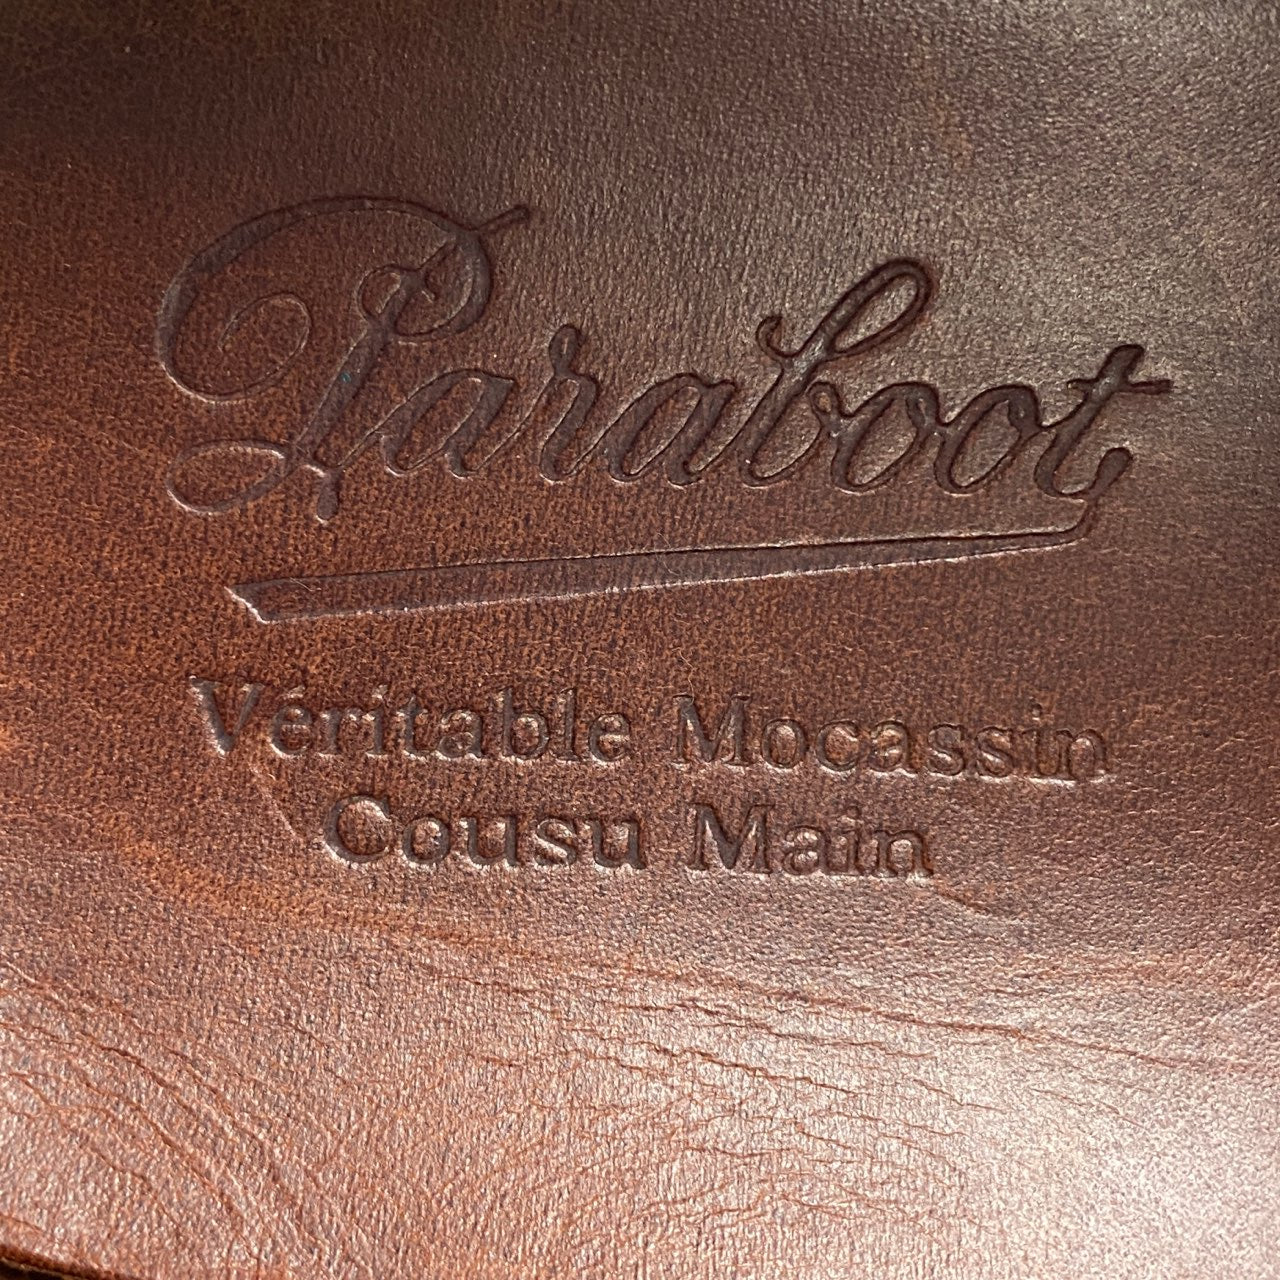 Paraboot
Véritable Mocassin
Cousu Main